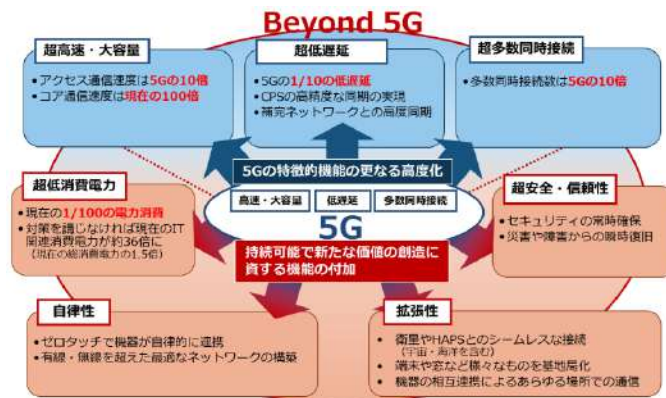 Beyond 5G
超高速・大容量
• アクセス通信速度は5Gの10倍
• コア通信速度は現在の100倍
超低遅延
• 5Gの1/10の低遅延
• CPSの高精度な同期の実現
• 補完ネットワークとの高度同期
超多数同時接続
• 多数同時接続数は5Gの10倍
5Gの特徴的機能の更なる高度化
高速・大容量 低遅延 多数同時接続
5G
持続可能で新たな価値の創造に
資する機能の付加
超低消費電力
• 現在の1/100の電力消費
• 対策を講じなければ現在のIT
関連消費電力が約36倍に
(現在の総消費電力の1.5倍)
超安全・信頼性
• セキュリティの常時確保
• 災害や障害からの瞬時復旧
自律性
• ゼロタッチで機器が自律的に連携
• 有線・無線を超えた最適なネットワークの構築
拡張性
• 衛星やHAPSとのシームレスな接続
(宇宙・海洋を含む)
• 端末や窓など様々なものを基地局化
• 機器の相互連携によるあらゆる場所での通信